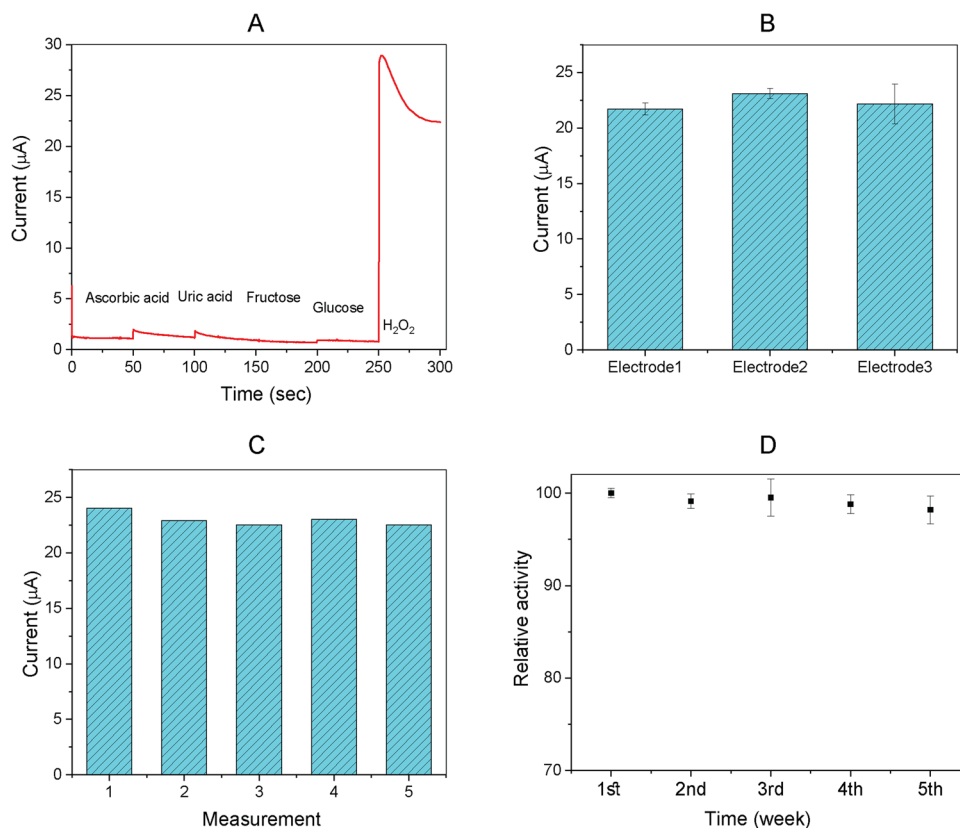 A
Current (μA)
30
25
20
15
10
5
0
Ascorbic acid
Uric acid
Fructose
Glucose
H₂O₂
0 50 100 150 200 250 300
Time (sec)
B
Current (μA)
25
20
15
10
5
0
Electrode1 Electrode2 Electrode3
C
Current (μA)
25
20
15
10
5
0
1 2 3 4 5
Measurement
D
Relative activity
100
90
80
70
1st 2nd 3rd 4th 5th
Time (week)